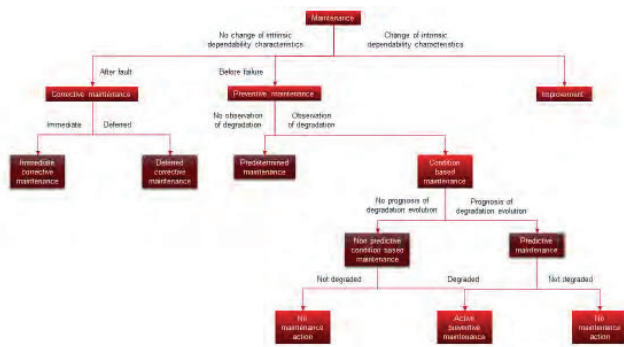 Maintenance
No change of intrinsic
dependability characteristics
Change of intrinsic
dependability characteristics
After fault
Before failure
Corrective maintenance
Preventive maintenance
Improvement
Immediate
Deferred
No observation
of degradation
Observation
of degradation
Immediate
corrective
maintenance
Deferred
corrective
maintenance
Predetermined
maintenance
Condition
based
maintenance
No prognosis of
degradation evolution
Prognosis of
degradation evolution
Non predictive
condition based
maintenance
Predictive
maintenance
Not degraded
Degraded
Not degraded
No
maintenance
action
Active
preventive
maintenance
No
maintenance
action